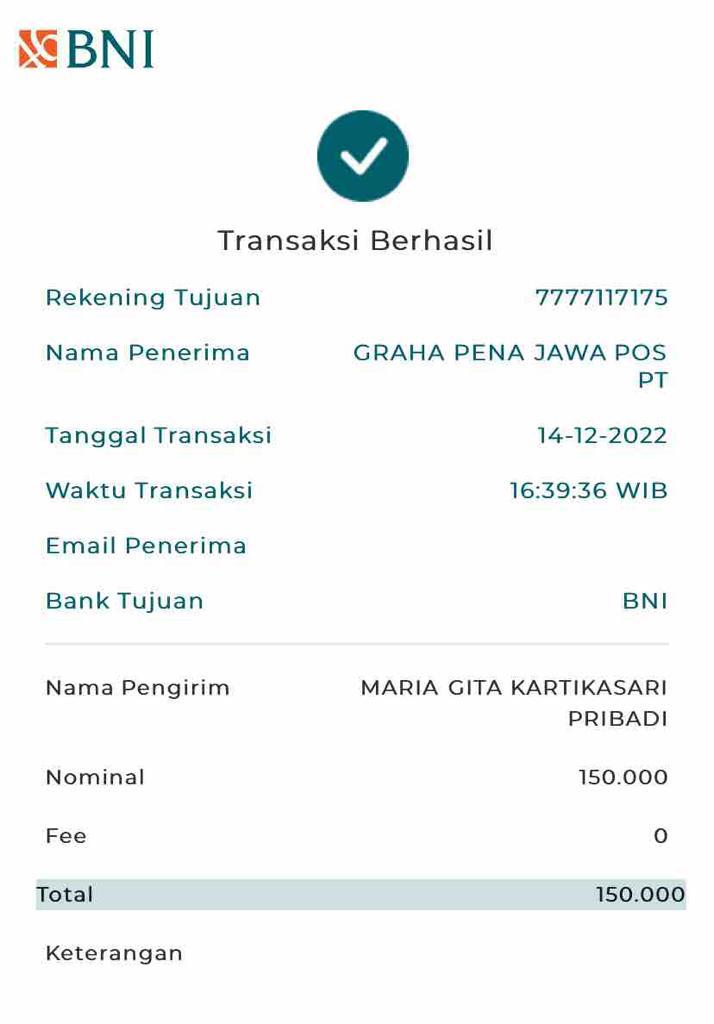 BNI
Transaksi Berhasil
Rekening Tujuan 7777117175
Nama Penerima GRAHA PENA JAWA POS
PT
Tanggal Transaksi 14-12-2022
Waktu Transaksi 16:39:36 WIB
Email Penerima
Bank Tujuan BNI
Nama Pengirim MARIA GITA KARTIKASARI
PRIBADI
Nominal 150.000
Fee 0
Total 150.000
Keterangan